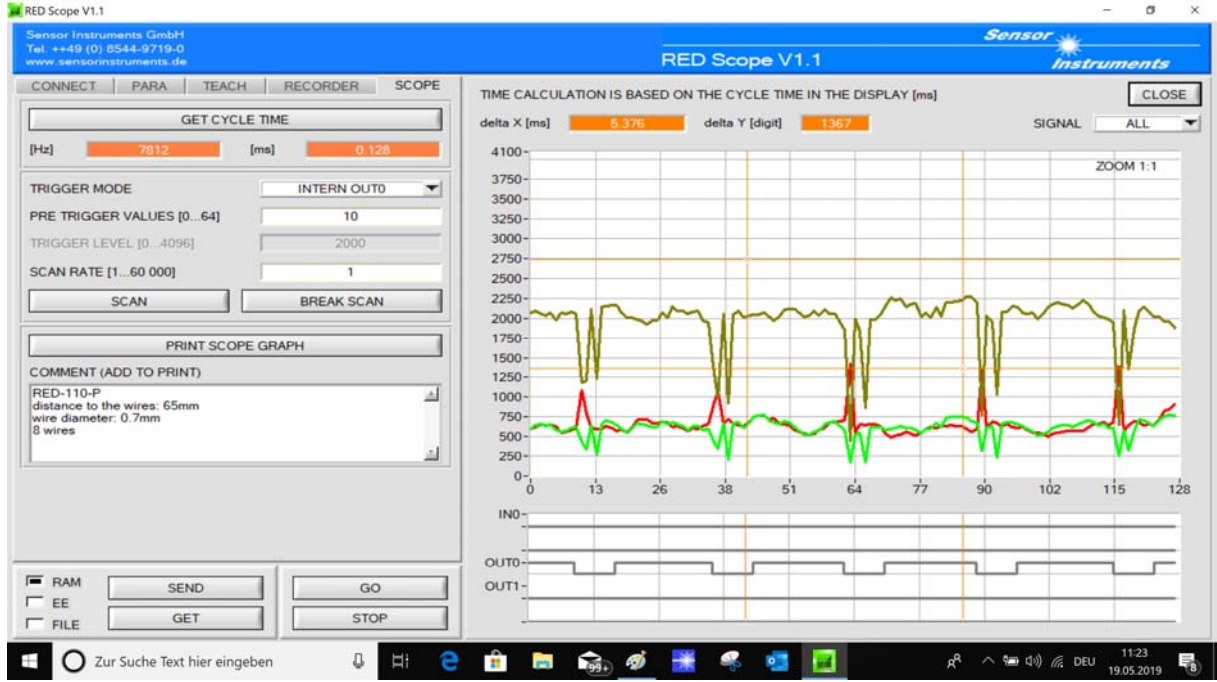 RED Scope V1.1
Sensor Instruments GmbH
Tel. ++49 (0) 8544-9719-0
www.sensorinstruments.de
RED Scope V1.1
Sensor
Instruments
CONNECT PARA TEACH RECORDER SCOPE
GET CYCLE TIME
[Hz] 7812 [ms] 0.128
TRIGGER MODE INTERN OUT0
PRE TRIGGER VALUES [0...64] 10
TRIGGER LEVEL [0...4096] 2000
SCAN RATE [1...60 000] 1
SCAN BREAK SCAN
PRINT SCOPE GRAPH
COMMENT (ADD TO PRINT)
RED-110-P
distance to the wires: 65mm
wire diameter: 0.7mm
8 wires
RAM
EE
FILE
SEND GO
GET STOP
TIME CALCULATION IS BASED ON THE CYCLE TIME IN THE DISPLAY [ms]
CLOSE
delta X [ms] 5.376 delta Y [digit] 1367 SIGNAL ALL
ZOOM 1:1
4100
3750
3500
3250
3000
2750
2500
2250
2000
1750
1500
1250
1000
750
500
250
0
0 13 26 38 51 64 77 90 102 115 128
IN0
OUT0
OUT1
Zur Suche Text hier eingeben
99+
DEU
11:23
19.05.2019
8